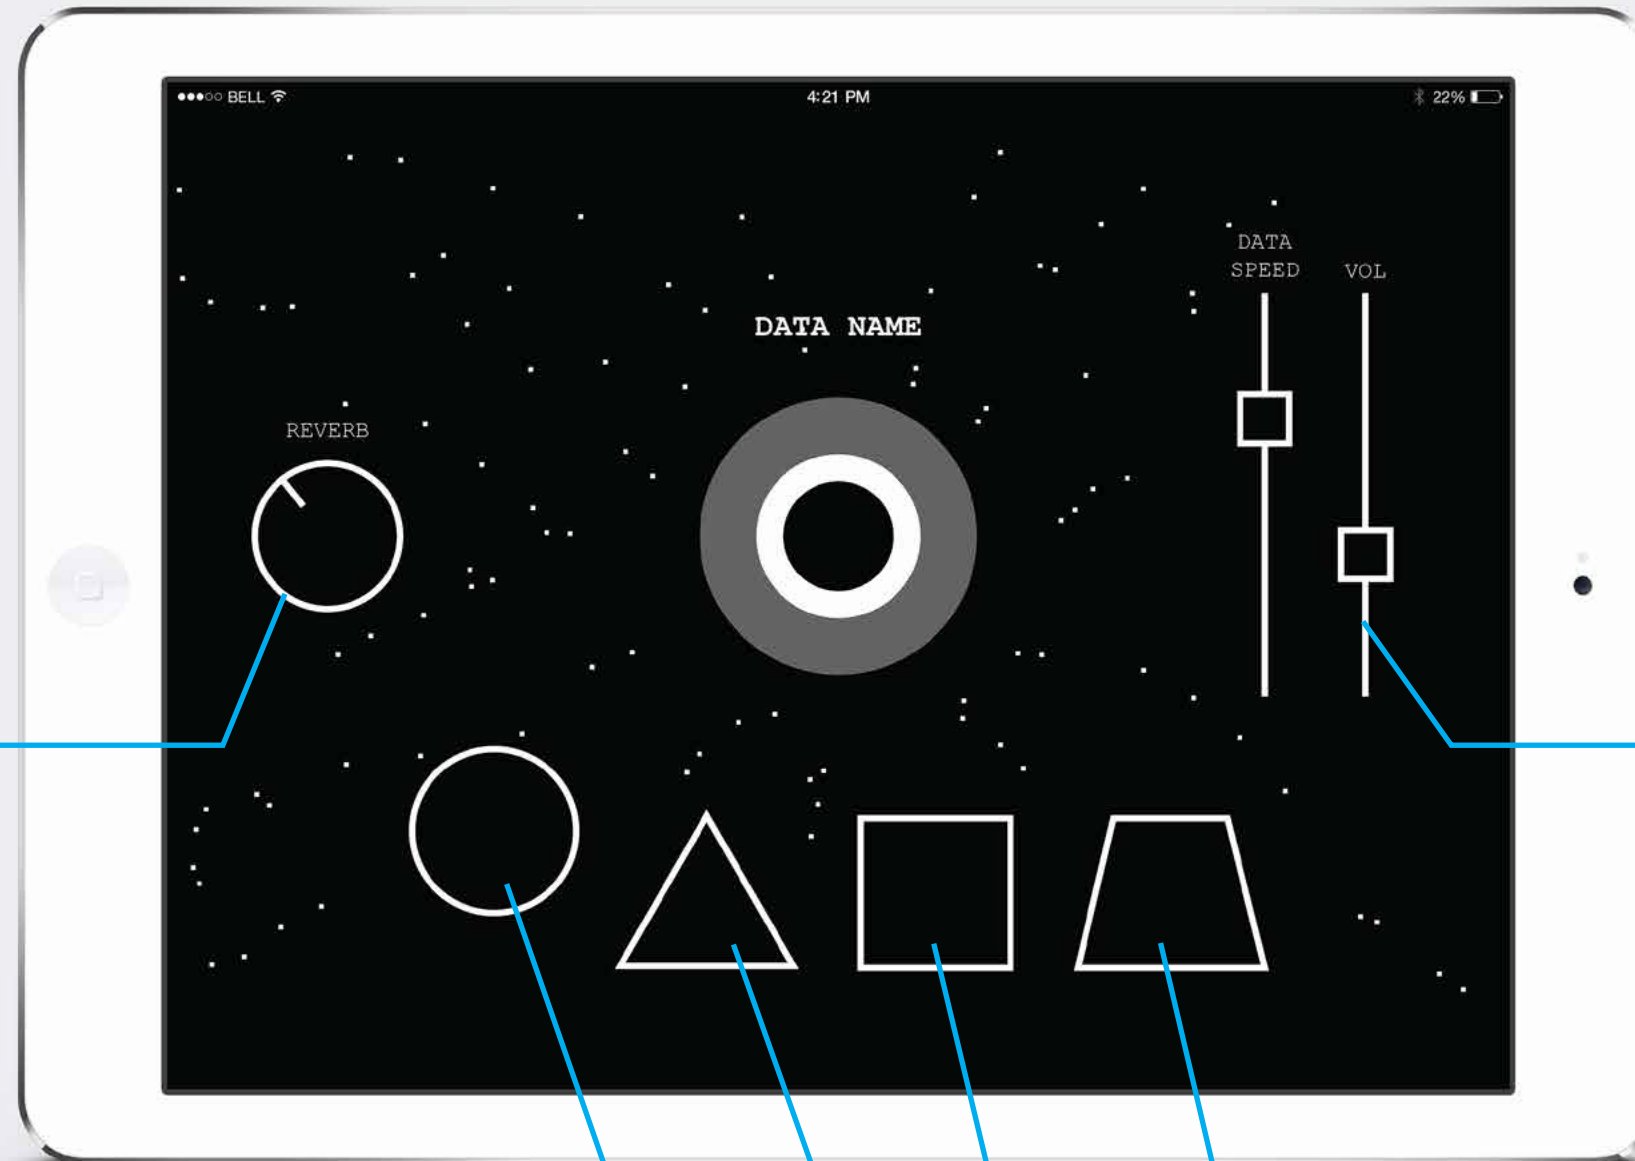 BELL
4:21 PM
22%
DATA
SPEED
VOL
DATA NAME
REVERB